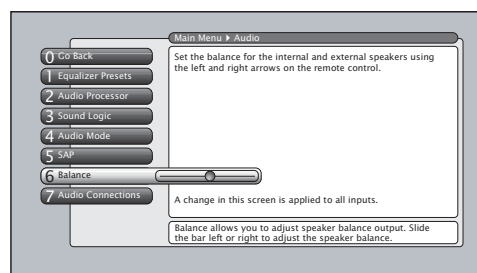 Main Menu ▶ Audio
0 Go Back
1 Equalizer Presets
2 Audio Processor
3 Sound Logic
4 Audio Mode
5 SAP
6 Balance
7 Audio Connections
Set the balance for the internal and external speakers using
the left and right arrows on the remote control.
A change in this screen is applied to all inputs.
Balance allows you to adjust speaker balance output. Slide
the bar left or right to adjust the speaker balance.